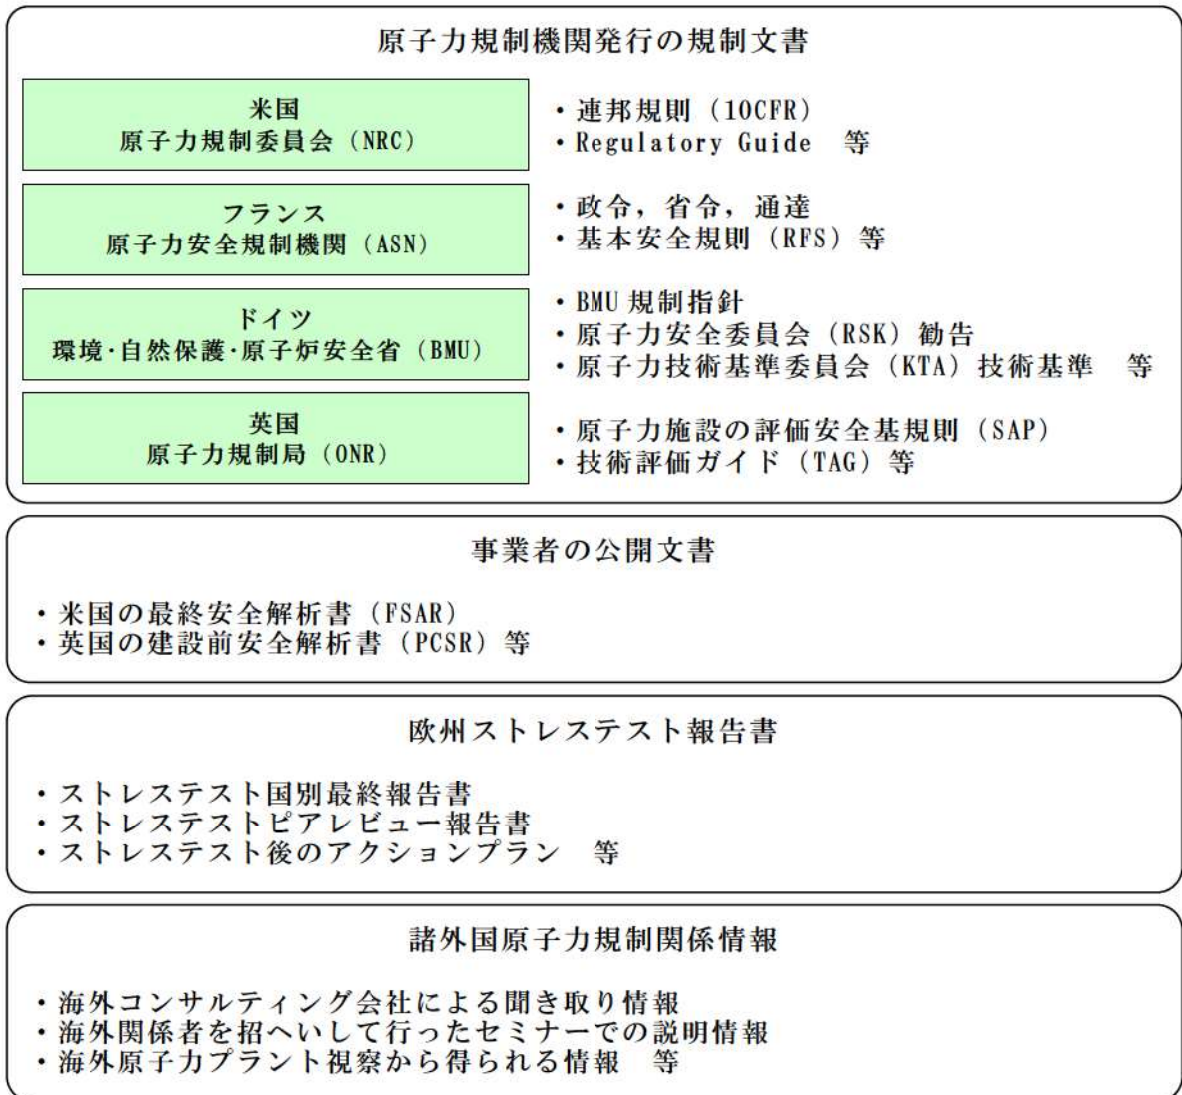 原子力規制機関発行の規制文書
米国
原子力規制委員会（NRC）
・連邦規則（10CFR）
・Regulatory Guide　等
フランス
原子力安全規制機関（ASN）
・政令，省令，通達
・基本安全規則（RFS）等
ドイツ
環境･自然保護･原子炉安全省（BMU）
・BMU 規制指針
・原子力安全委員会（RSK）勧告
・原子力技術基準委員会（KTA）技術基準　等
英国
原子力規制局（ONR）
・原子力施設の評価安全基規則（SAP）
・技術評価ガイド（TAG）等
事業者の公開文書
・米国の最終安全解析書（FSAR）
・英国の建設前安全解析書（PCSR）等
欧州ストレステスト報告書
・ストレステスト国別最終報告書
・ストレステストピアレビュー報告書
・ストレステスト後のアクションプラン　等
諸外国原子力規制関係情報
・海外コンサルティング会社による聞き取り情報
・海外関係者を招へいして行ったセミナーでの説明情報
・海外原子力プラント視察から得られる情報　等